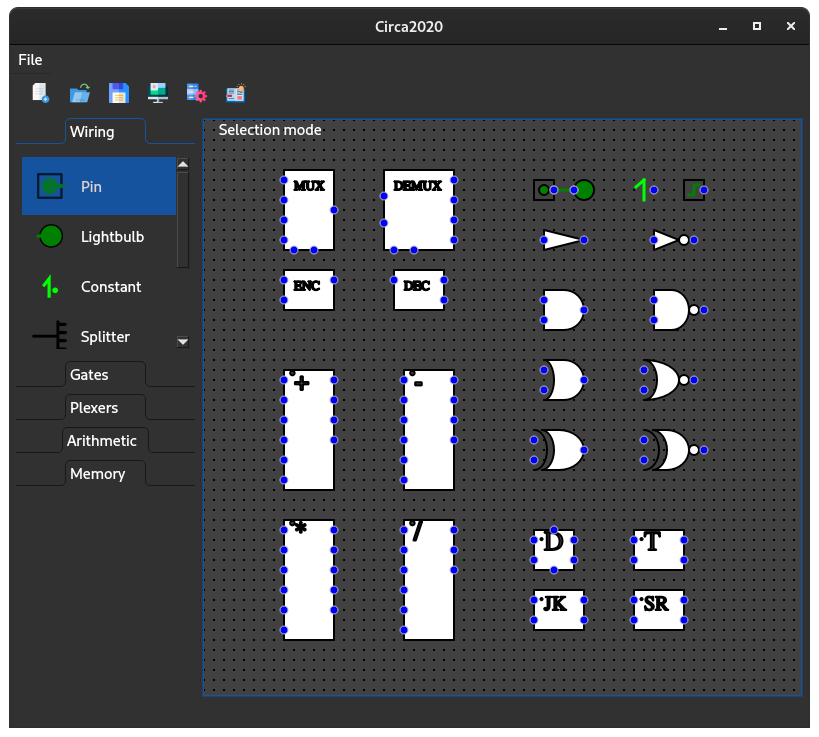 Circa2020
File
Wiring
Selection mode
Pin
Lightbulb
Constant
Splitter
Gates
Plexers
Arithmetic
Memory
MUX
DEMUX
ENC
DEC
+
-
*
/
D
T
JK
SR